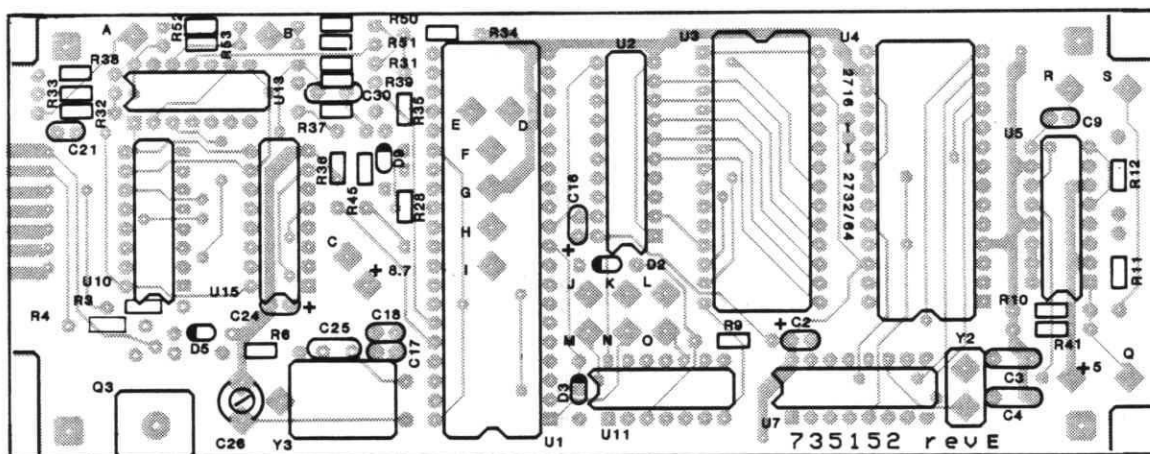 R52
R53
A
B
R50
R51
R31
R39
R34
U2
U3
U4
R38
R33
R32
U13
C30
R35
R37
C21
E
D
F
G
H
I
2716
2732/64
R
S
U5
C9
R12
R36
R45
D9
R28
C16
+
C
+ 8.7
D2
K
J
L
U10
U15
R3
R4
C24
+
R11
R10
R41
D5
R6
C25
C18
C17
M
N
O
R9
+
C2
Y2
C3
C4
+ 5
Q
Q3
C26
Y3
U1
D3
U11
U7
735152 revE